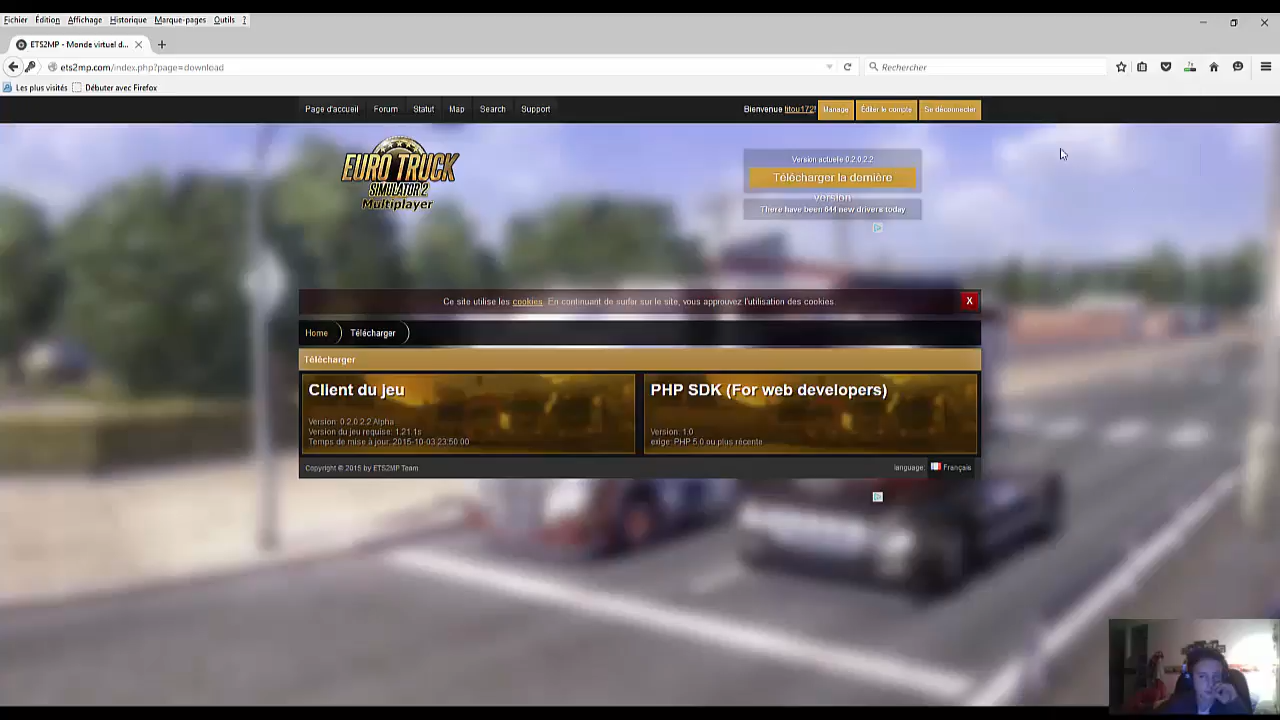 Fichier Édition Affichage Historique Marque-pages Outils ?
ETS2MP - Monde virtuel d...
ets2mp.com/index.php?page=download
Rechercher
Les plus visités Débuter avec Firefox
Page d'accueil Forum Statut Map Search Support
Bienvenue titou172! Manage Éditer le compte Se déconnecter
EURO TRUCK
SIMULATOR 2
Multiplayer
Version actuelle 0.2.0.2.2
Télécharger la dernière
version
There have been 644 new drivers today
Ce site utilise les cookies. En continuant de surfer sur le site, vous approuvez l'utilisation des cookies.
X
Home Télécharger
Télécharger
Client du jeu
Version: 0.2.0.2.2 Alpha
Version du jeu requise: 1.21.1s
Temps de mise à jour: 2015-10-03 23:50:00
PHP SDK (For web developers)
Version: 1.0
exige: PHP 5.0 ou plus récente
Copyright © 2015 by ETS2MP Team
language: Français